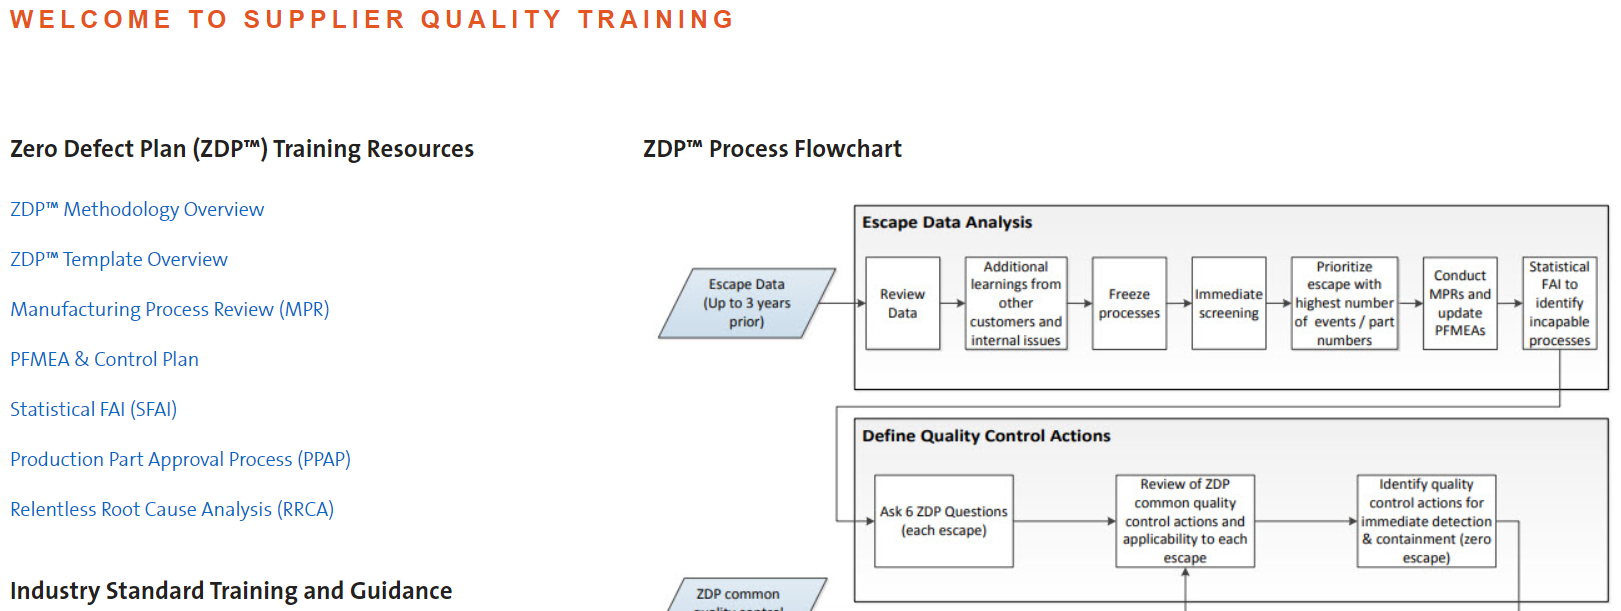 WELCOME TO SUPPLIER QUALITY TRAINING
Zero Defect Plan (ZDP™) Training Resources
ZDP™ Methodology Overview
ZDP™ Template Overview
Manufacturing Process Review (MPR)
PFMEA & Control Plan
Statistical FAI (SFAI)
Production Part Approval Process (PPAP)
Relentless Root Cause Analysis (RRCA)
Industry Standard Training and Guidance
ZDP™ Process Flowchart
Escape Data
(Up to 3 years
prior)
Escape Data Analysis
Review
Data
Additional
learnings from
other
customers and
internal issues
Freeze
processes
Immediate
screening
Prioritize
escape with
highest number
of events / part
numbers
Conduct
MPRs and
update
PFMEAs
Statistical
FAI to
identify
incapable
processes
Define Quality Control Actions
Ask 6 ZDP Questions
(each escape)
Review of ZDP
common quality
control actions and
applicability to each
escape
Identify quality
control actions for
immediate detection
& containment (zero
escape)
ZDP common
quality control